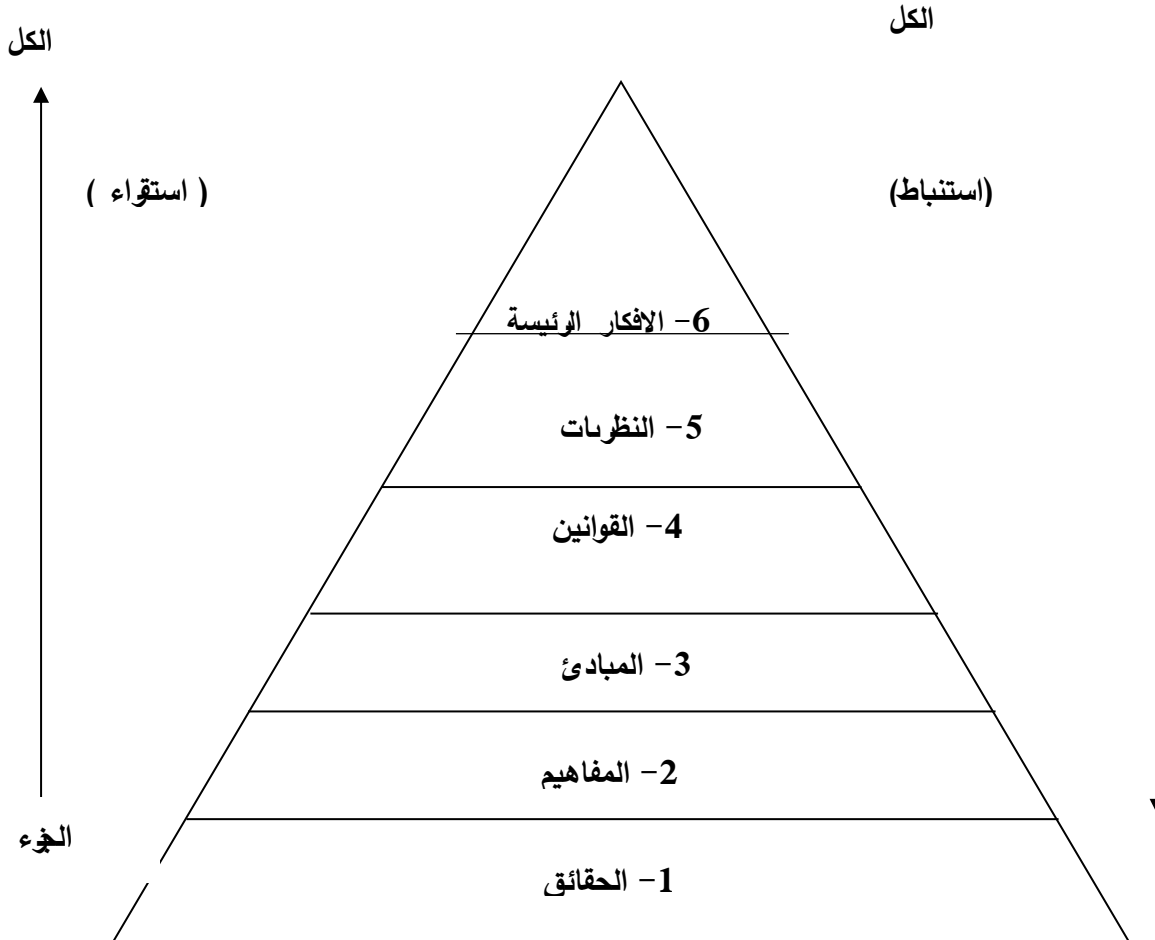 الكل
الكل
( استقراء )
(استنباط)
6- الافكار الرئيسة
5- النظريات
4- القوانين
3- المبادئ
2- المفاهيم
الجزء
1- الحقائق